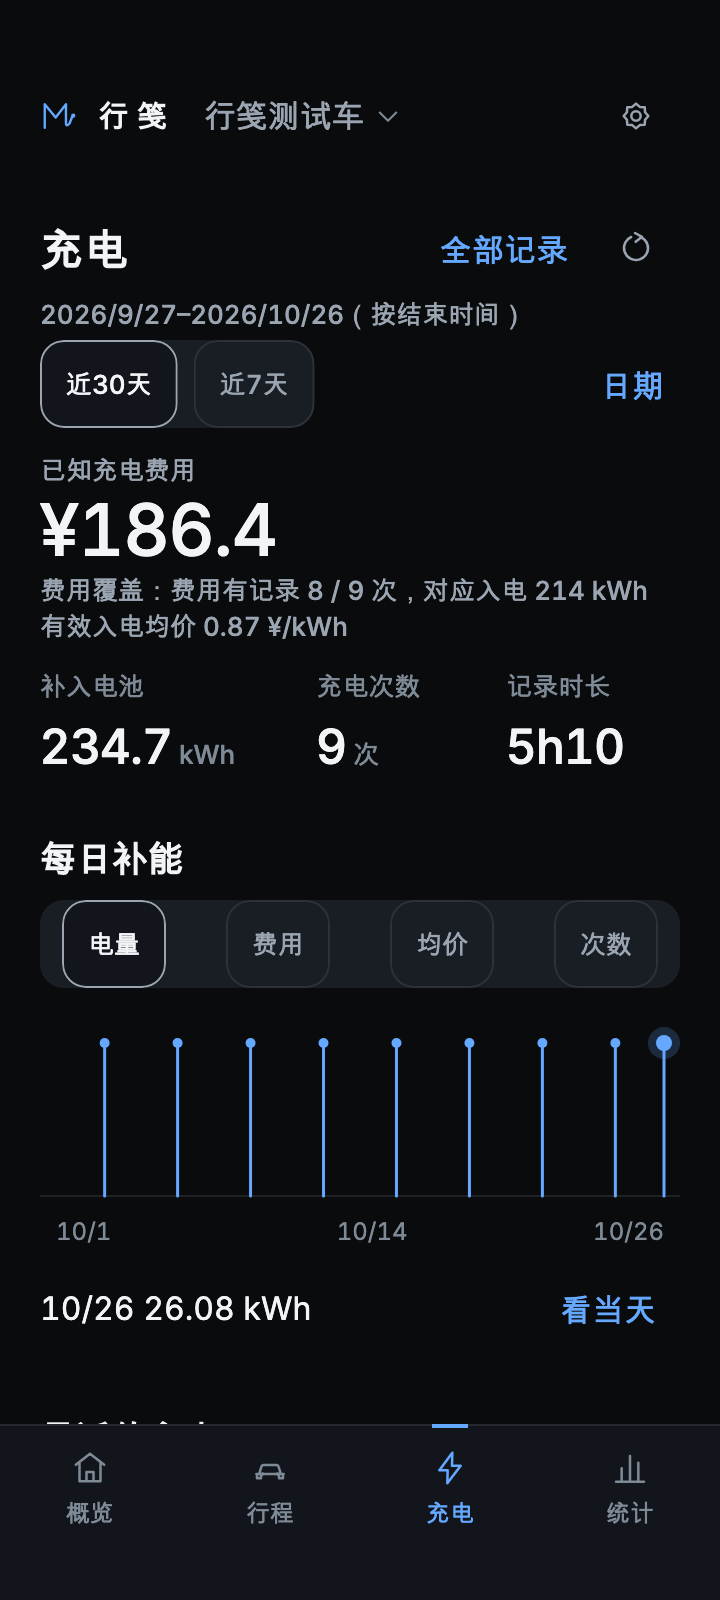 行笺 行笺测试车
充电 全部记录
2026/9/27–2026/10/26（按结束时间）
近30天 近7天 日期
已知充电费用
¥186.4
费用覆盖：费用有记录 8 / 9 次，对应入电 214 kWh
有效入电均价 0.87 ¥/kWh
补入电池 充电次数 记录时长
234.7 kWh 9 次 5h10
每日补能
电量 费用 均价 次数
10/1 10/14 10/26
10/26 26.08 kWh 看当天
概览 行程 充电 统计